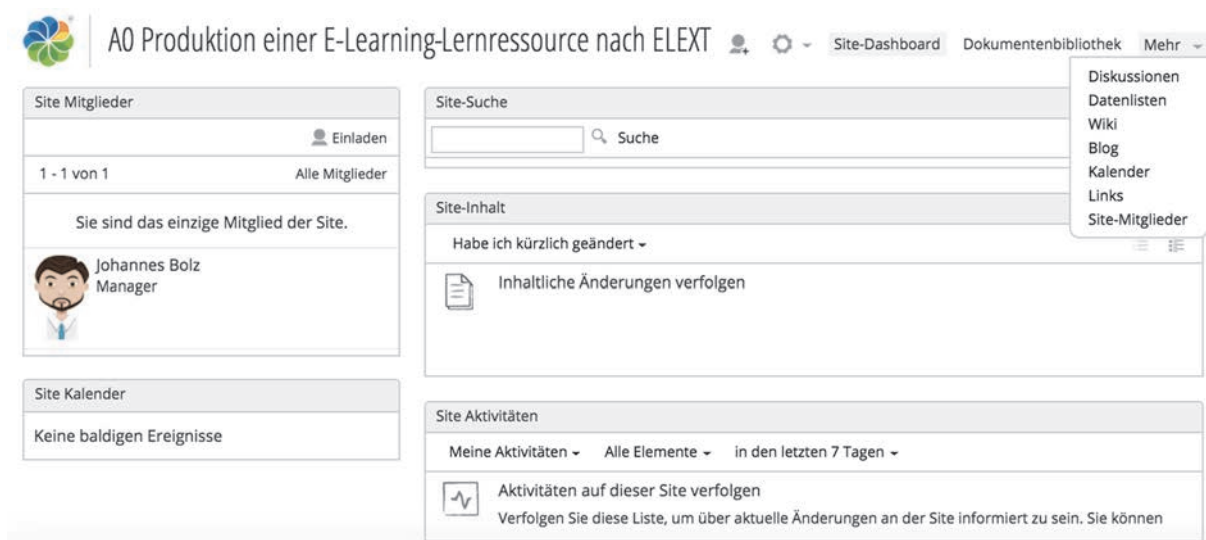 A0 Produktion einer E-Learning-Lernressource nach ELEXT
Site-Dashboard Dokumentenbibliothek Mehr
Diskussionen
Datenlisten
Wiki
Blog
Kalender
Links
Site-Mitglieder
Site Mitglieder
Einladen
1 - 1 von 1 Alle Mitglieder
Sie sind das einzige Mitglied der Site.
Johannes Bolz
Manager
Site Kalender
Keine baldigen Ereignisse
Site-Suche
Suche
Site-Inhalt
Habe ich kürzlich geändert
Inhaltliche Änderungen verfolgen
Site Aktivitäten
Meine Aktivitäten Alle Elemente in den letzten 7 Tagen
Aktivitäten auf dieser Site verfolgen
Verfolgen Sie diese Liste, um über aktuelle Änderungen an der Site informiert zu sein. Sie können